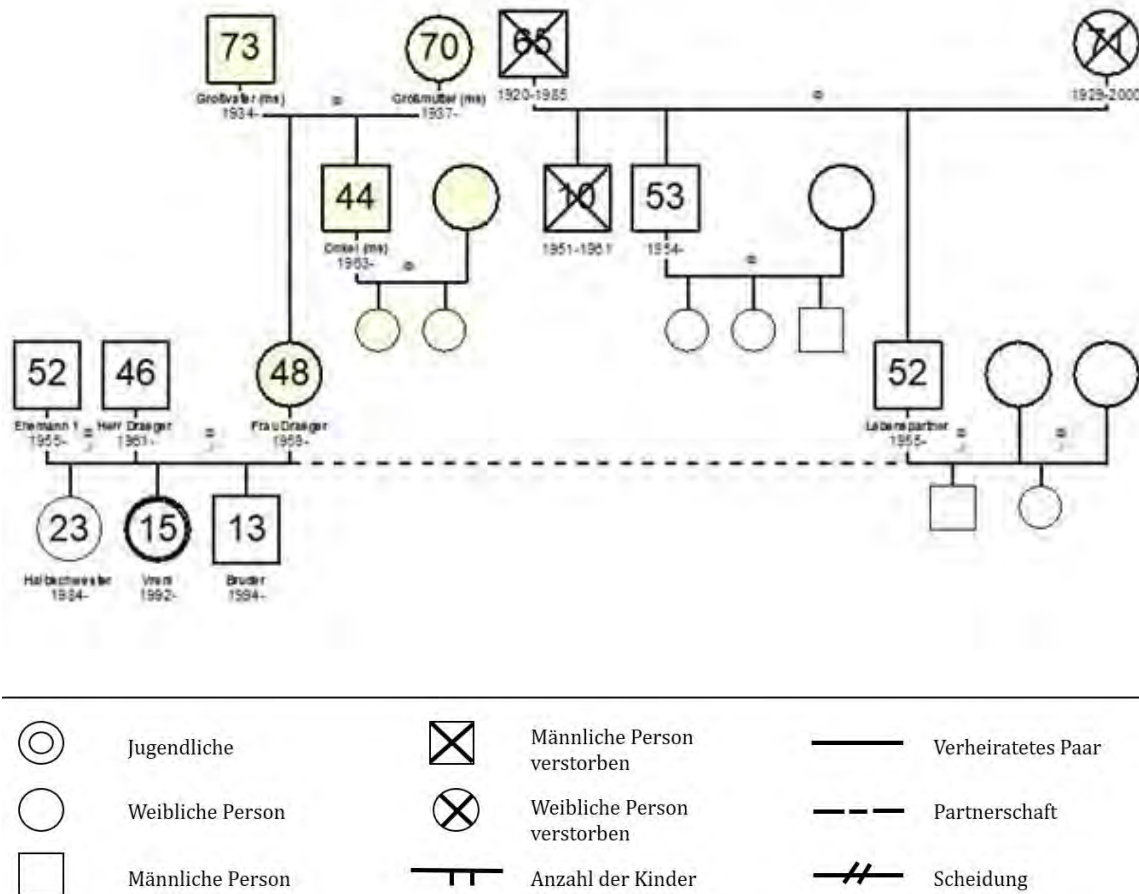 73
70
65
71
Großvater (ms)
1934-
Großmutter (ms)
1937-
1920-1985
1929-2000
44
10
53
Onkel (ms)
1963-
1951-1961
1954-
52
46
48
52
Ehemann 1
1955-
Herr Draeger
1961-
Frau Draeger
1959-
Lebenspartner
1955-
23
15
13
Halbschwester
1984-
Vreni
1992-
Bruder
1994-
Jugendliche
Männliche Person
verstorben
Verheiratetes Paar
Weibliche Person
Weibliche Person
verstorben
Partnerschaft
Männliche Person
Anzahl der Kinder
Scheidung